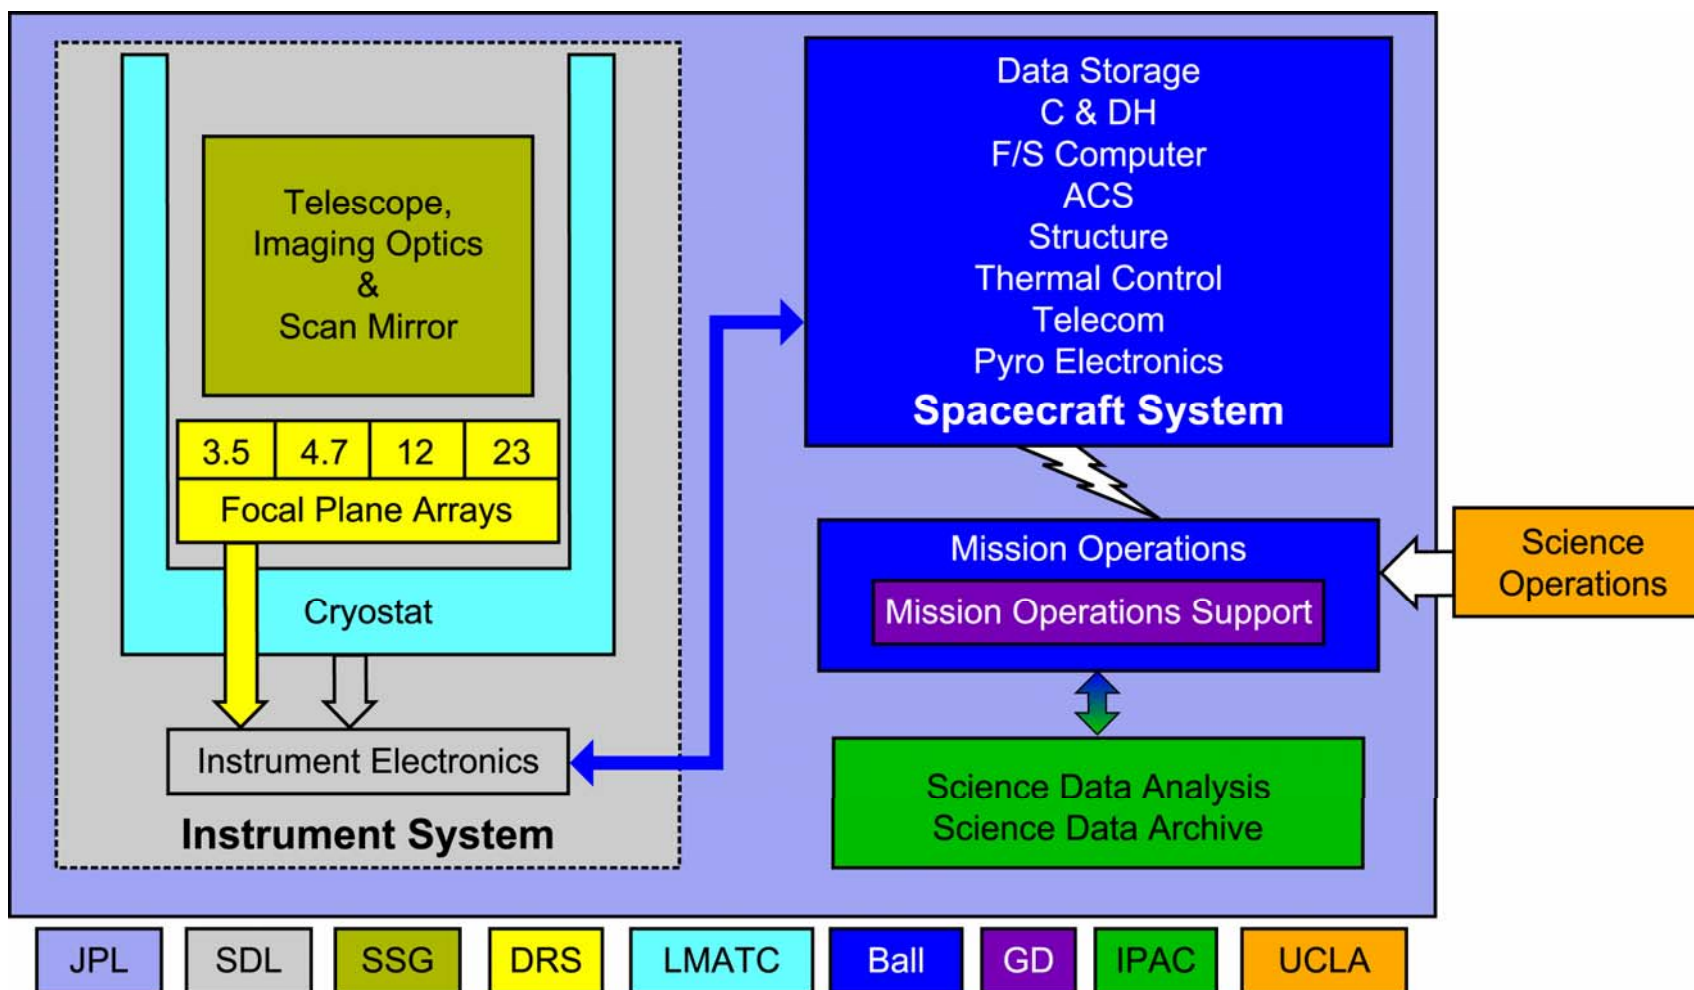 Telescope,
Imaging Optics
&
Scan Mirror
3.5 4.7 12 23
Focal Plane Arrays
Cryostat
Instrument Electronics
Instrument System
Data Storage
C & DH
F/S Computer
ACS
Structure
Thermal Control
Telecom
Pyro Electronics
Spacecraft System
Mission Operations
Mission Operations Support
Science Data Analysis
Science Data Archive
Science
Operations
JPL SDL SSG DRS LMATC Ball GD IPAC UCLA